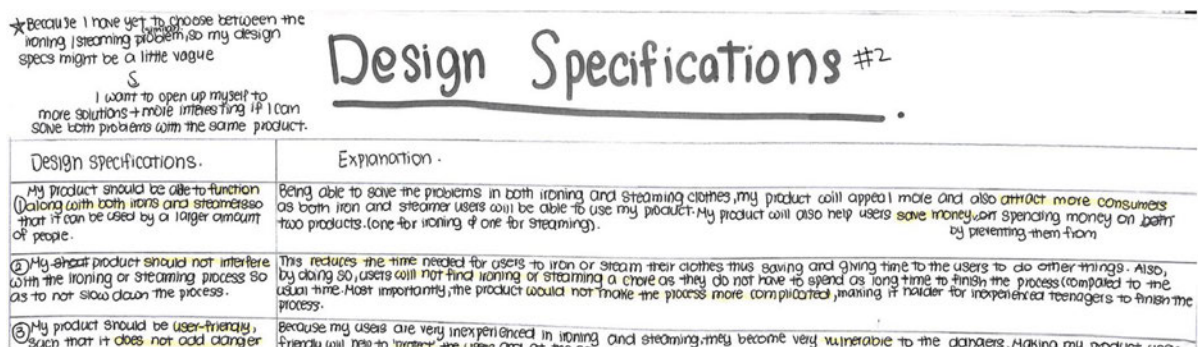 ★Because I have yet to choose between the
ironing/steaming problem, so my design
specs might be a little vague
I want to open up myself to
more solutions + more interesting if I can
solve both problems with the same product.
Design Specifications #2
Design specifications.
Explanation.
① My product should be able to function
along with both irons and steamers so
that it can be used by a larger amount
of people.
Being able to solve the problems in both ironing and steaming clothes, my product will appeal more and also attract more consumers
as both iron and steamer users will be able to use my product. My product will also help users save money, on spending money on both
by preventing them from
two products. (one for ironing & one for steaming).
② My product should not interfere
with the ironing or steaming process so
as to not slow down the process.
This reduces the time needed for users to iron or steam their clothes thus saving and giving time to the users to do other things. Also,
by doing so, users will not find ironing or steaming a chore as they do not have to spend as long time to finish the process (compared to the
usual time. Most importantly, the product would not make the process more complicated, making it harder for inexperienced teenagers to finish the
process.
③ My product should be user-friendly,
such that it does not add danger
Because my users are very inexperienced in ironing and steaming, they become very vulnerable to the dangers. Making my product user
friendly will help to 'protect' the users